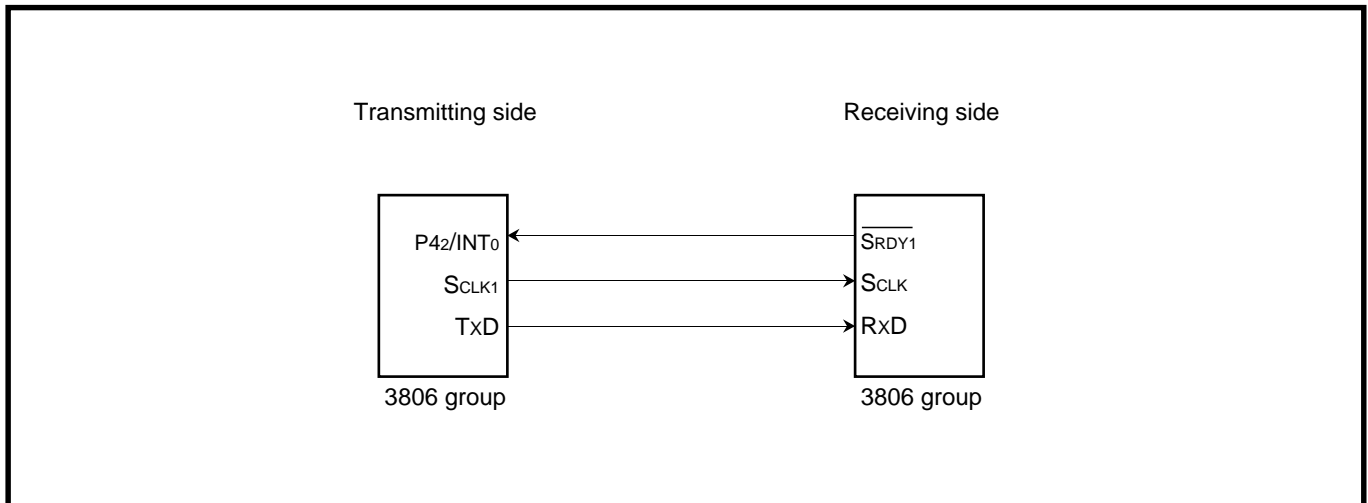 Transmitting side
Receiving side
P42/INT0
SCLK1
TXD
3806 group
SRDY1
SCLK
RXD
3806 group